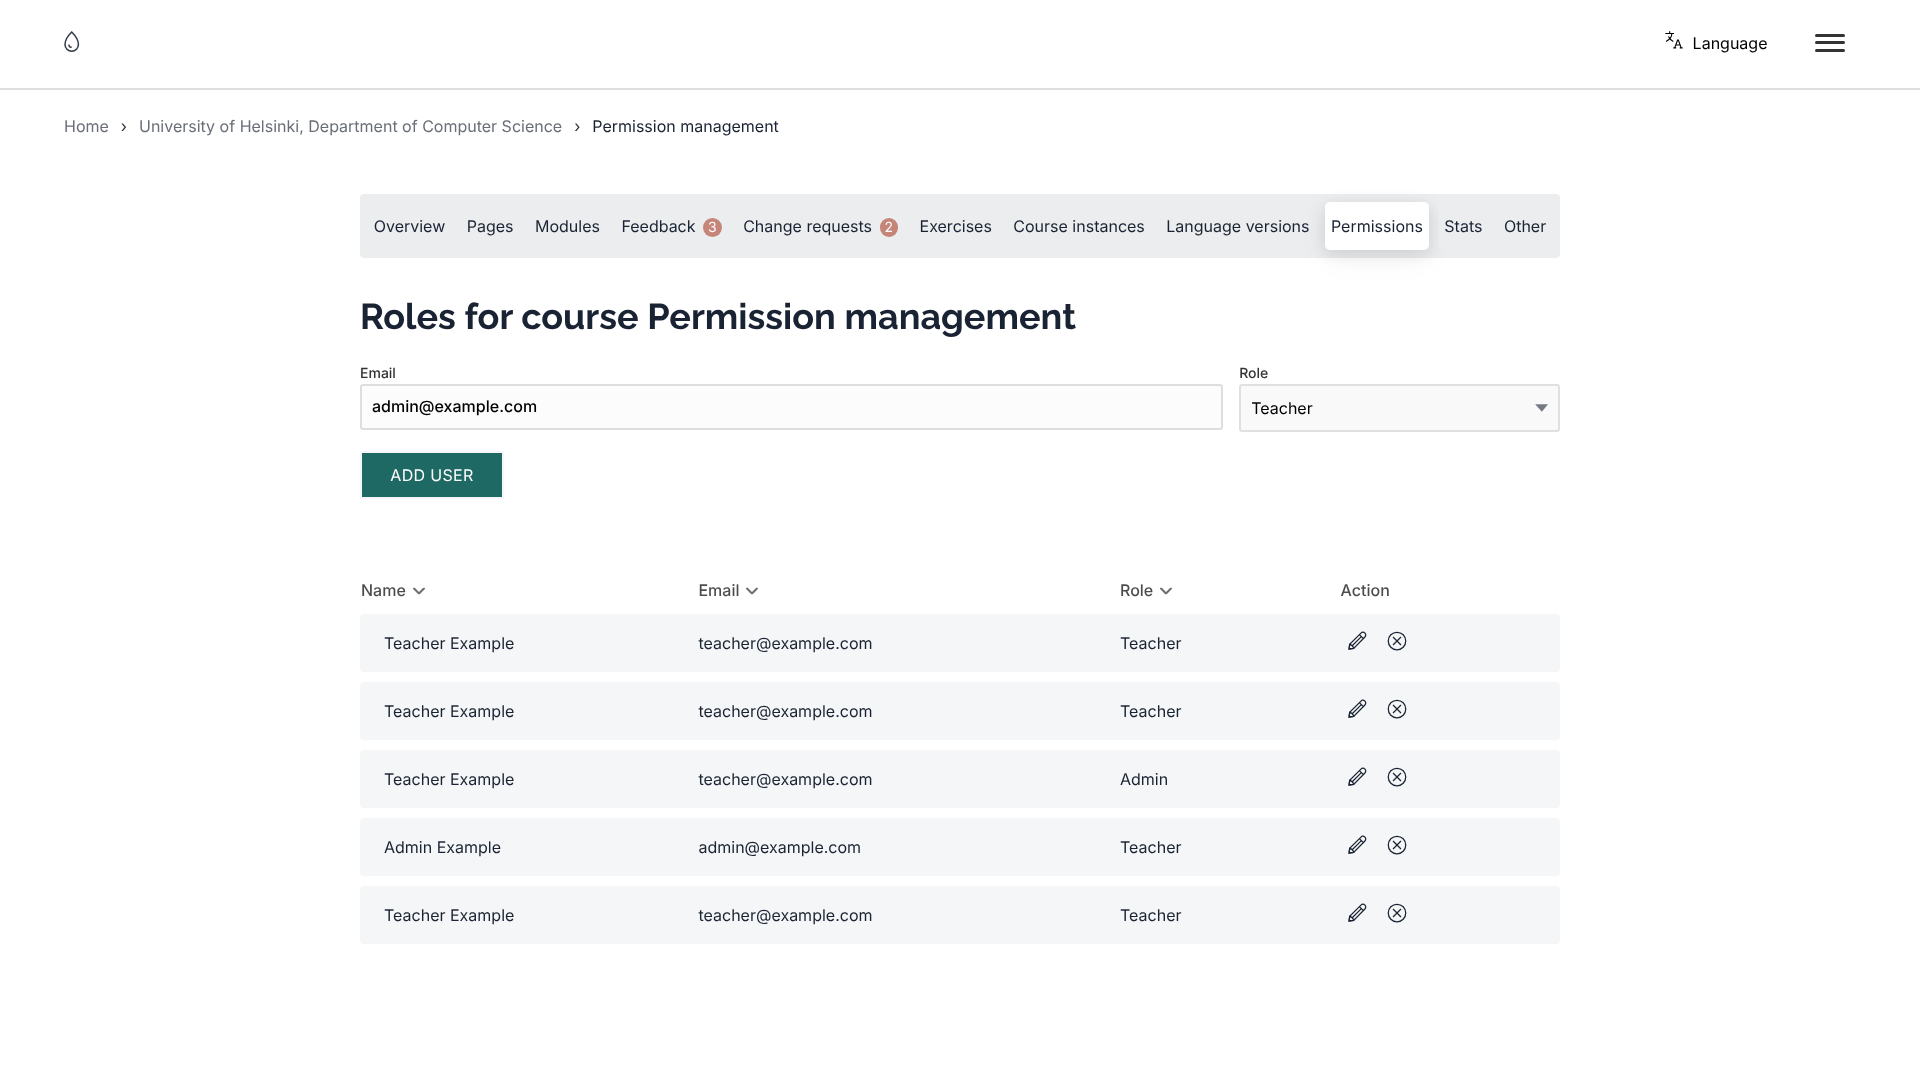 Language
Home › University of Helsinki, Department of Computer Science › Permission management
Overview Pages Modules Feedback 3 Change requests 2 Exercises Course instances Language versions Permissions Stats Other
Roles for course Permission management
Email Role
admin@example.com Teacher
ADD USER
Name Email Role Action
Teacher Example teacher@example.com Teacher
Teacher Example teacher@example.com Teacher
Teacher Example teacher@example.com Admin
Admin Example admin@example.com Teacher
Teacher Example teacher@example.com Teacher